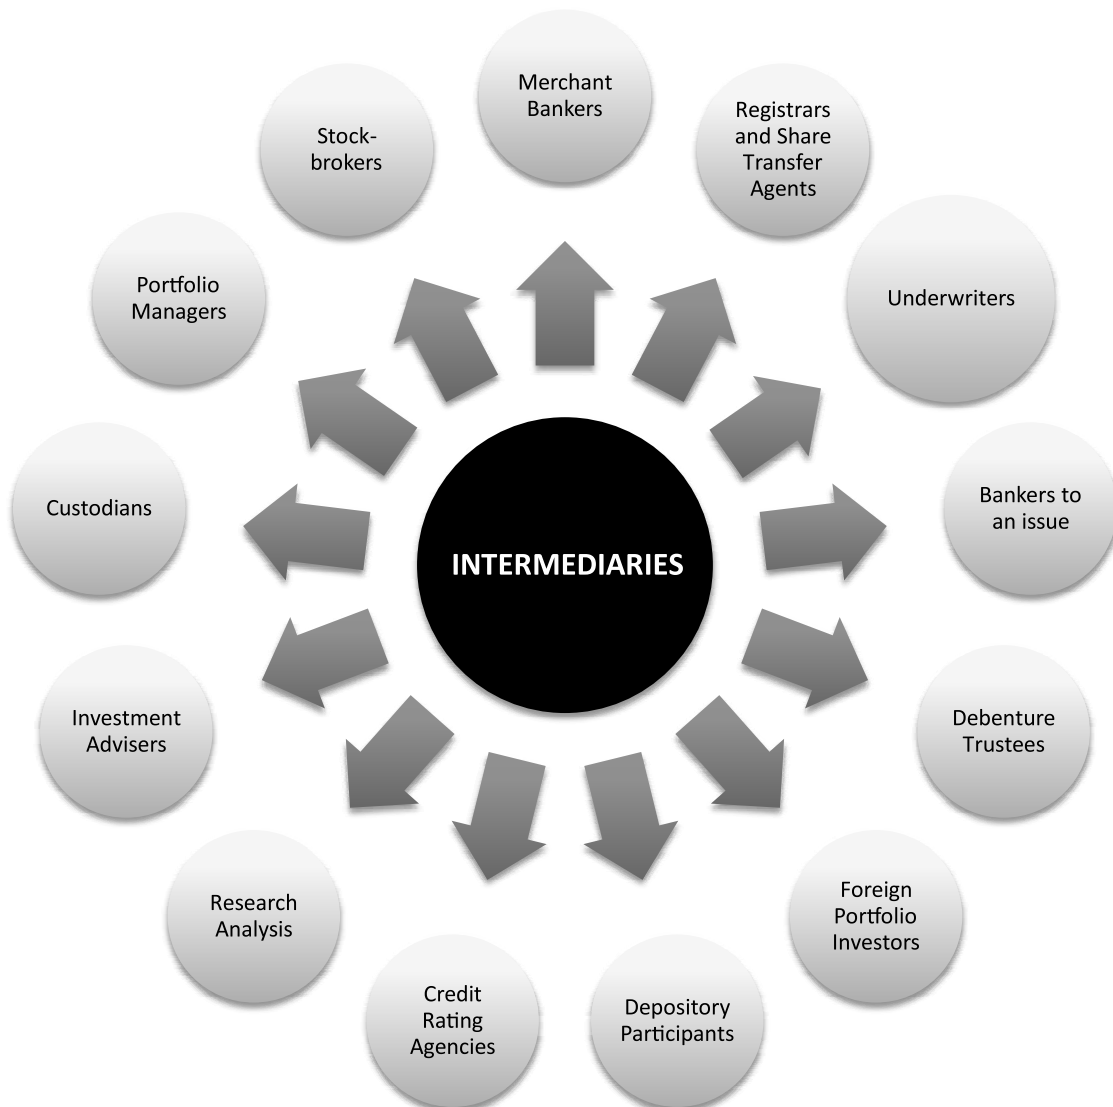 Merchant
Bankers
Registrars
and Share
Transfer
Agents
Underwriters
Bankers to
an issue
Debenture
Trustees
Foreign
Portfolio
Investors
Depository
Participants
Credit
Rating
Agencies
Research
Analysis
Investment
Advisers
Custodians
Portfolio
Managers
Stock-
brokers
INTERMEDIARIES